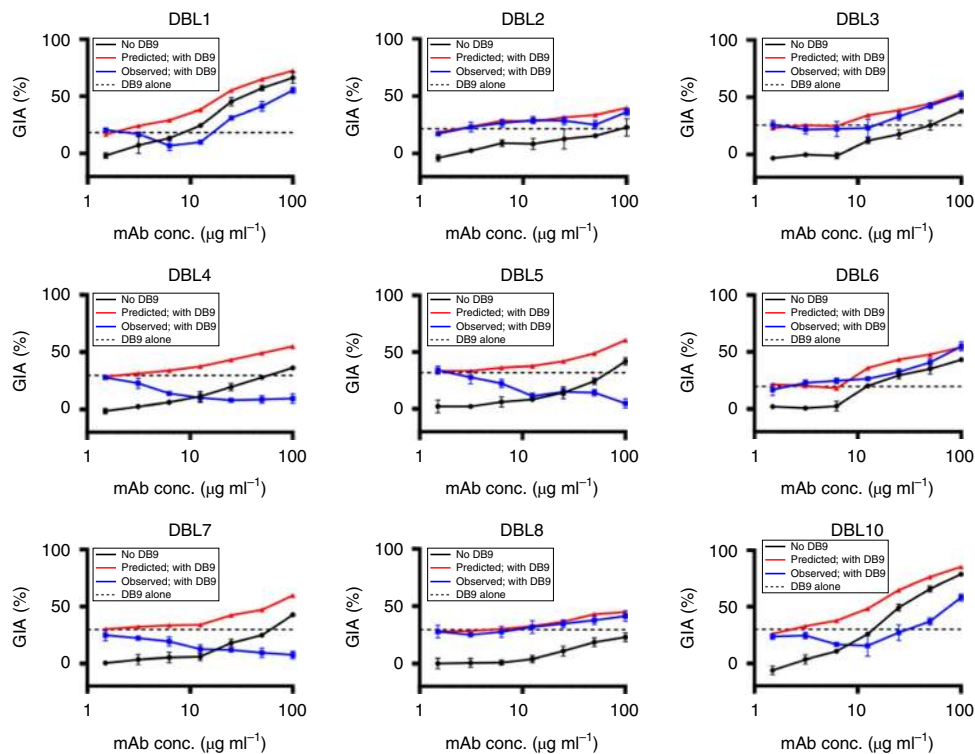 DBL1
100
50
0
GIA (%)
No DB9
Predicted; with DB9
Observed; with DB9
DB9 alone
1 10 100
mAb conc. (μg ml⁻¹)
DBL2
100
50
0
GIA (%)
No DB9
Predicted; with DB9
Observed; with DB9
DB9 alone
1 10 100
mAb conc. (μg ml⁻¹)
DBL3
100
50
0
GIA (%)
No DB9
Predicted; with DB9
Observed; with DB9
DB9 alone
1 10 100
mAb conc. (μg ml⁻¹)
DBL4
100
50
0
GIA (%)
No DB9
Predicted; with DB9
Observed; with DB9
DB9 alone
1 10 100
mAb conc. (μg ml⁻¹)
DBL5
100
50
0
GIA (%)
No DB9
Predicted; with DB9
Observed; with DB9
DB9 alone
1 10 100
mAb conc. (μg ml⁻¹)
DBL6
100
50
0
GIA (%)
No DB9
Predicted; with DB9
Observed; with DB9
DB9 alone
1 10 100
mAb conc. (μg ml⁻¹)
DBL7
100
50
0
GIA (%)
No DB9
Predicted; with DB9
Observed; with DB9
DB9 alone
1 10 100
mAb conc. (μg ml⁻¹)
DBL8
100
50
0
GIA (%)
No DB9
Predicted; with DB9
Observed; with DB9
DB9 alone
1 10 100
mAb conc. (μg ml⁻¹)
DBL10
100
50
0
GIA (%)
No DB9
Predicted; with DB9
Observed; with DB9
DB9 alone
1 10 100
mAb conc. (μg ml⁻¹)